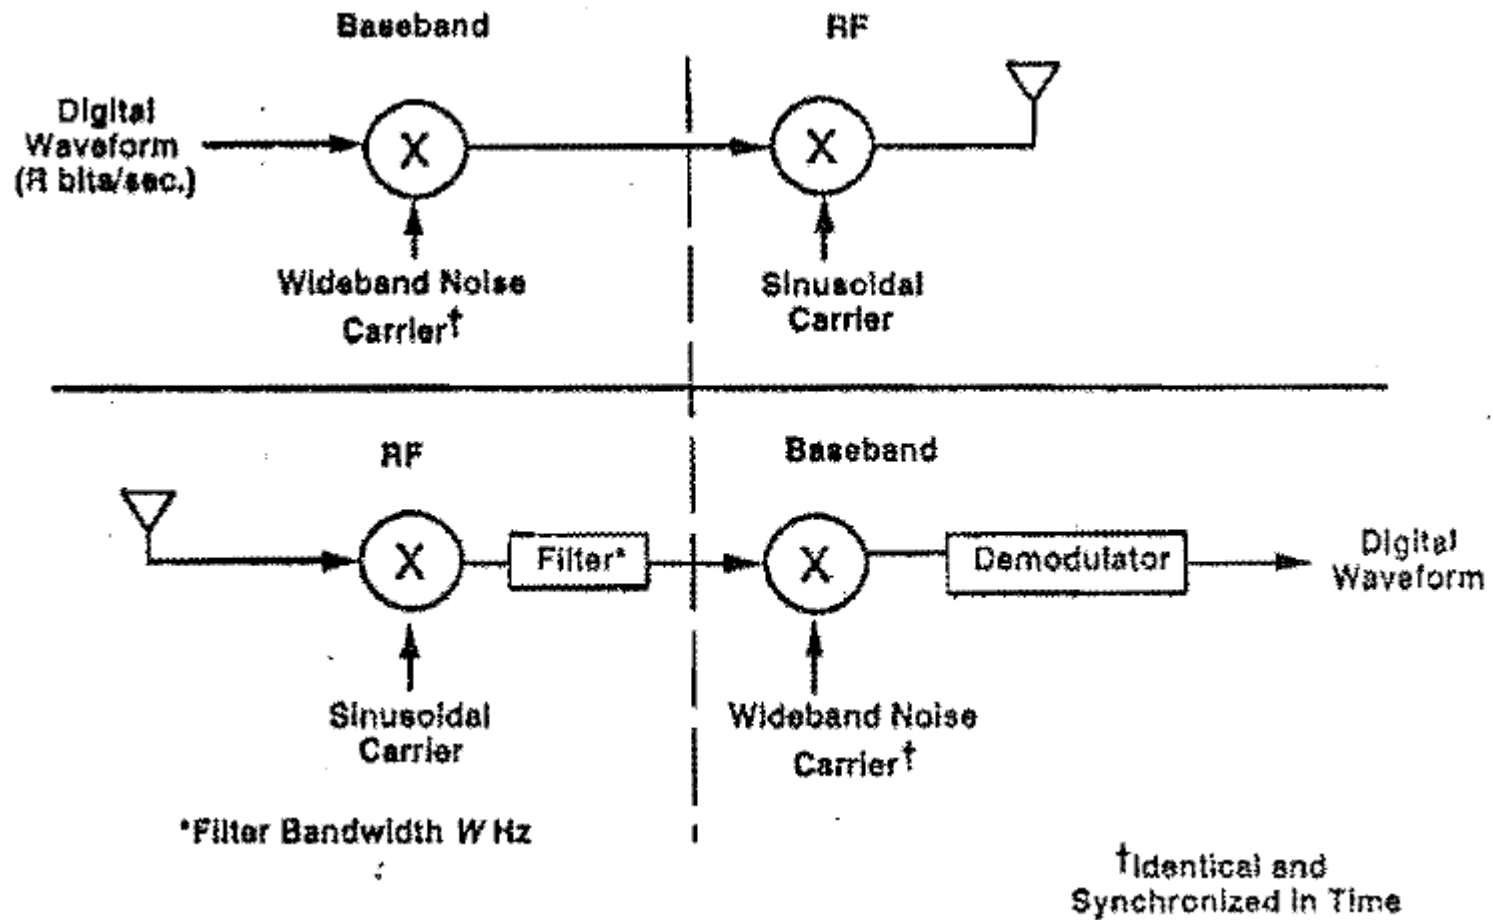 Baseband
RF
Digital
Waveform
(R bits/sec.)
X
X
Wideband Noise
Carrier†
Sinusoidal
Carrier
RF
Baseband
X
Filter*
X
Demodulator
Digital
Waveform
Sinusoidal
Carrier
Wideband Noise
Carrier†
*Filter Bandwidth W Hz
†Identical and
Synchronized in Time